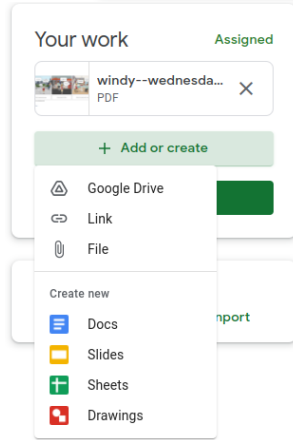 Your work
Assigned
windy--wednesda...
PDF
+ Add or create
Google Drive
Link
File
Create new
Docs
Slides
Sheets
Drawings